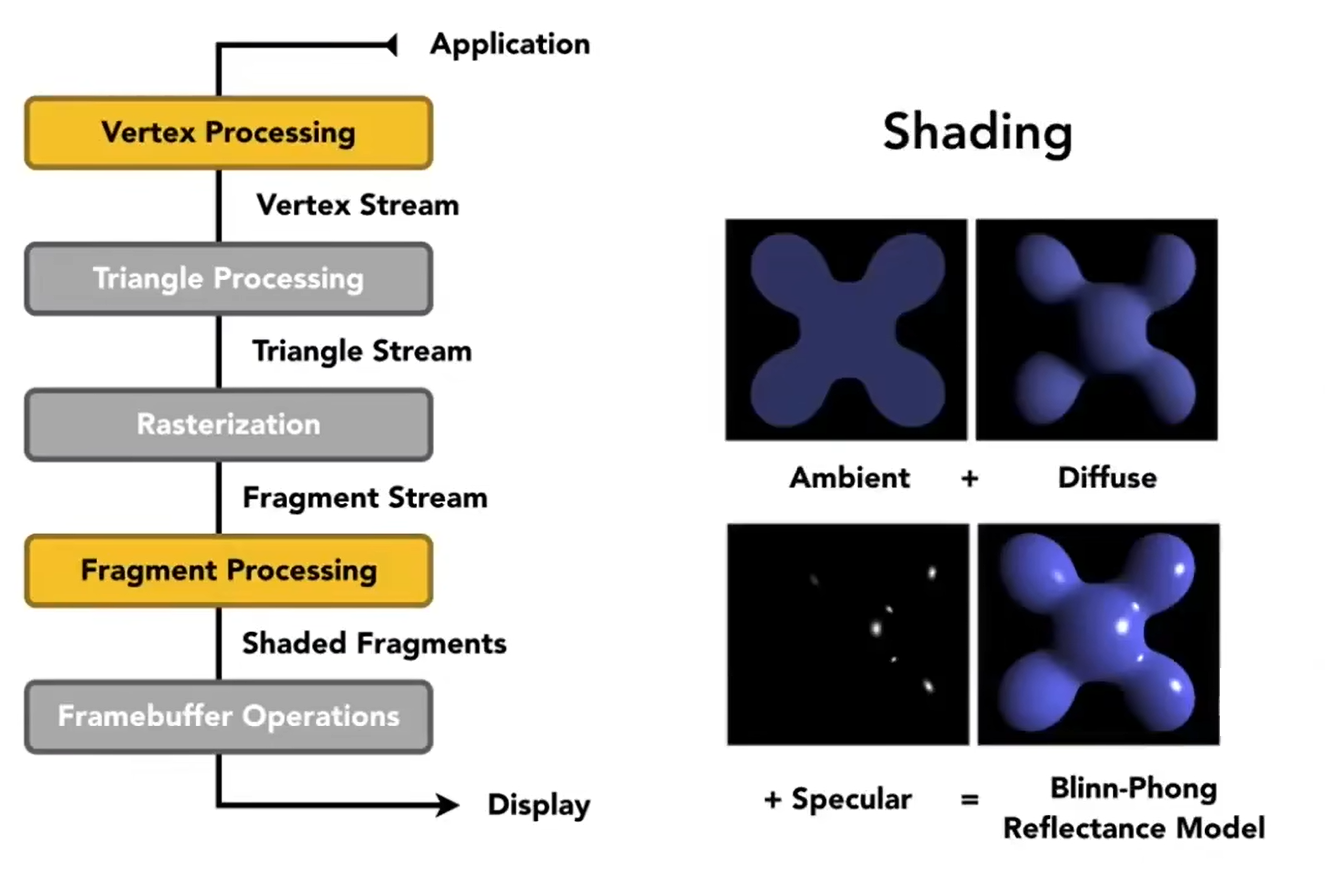 Application
Vertex Processing
Vertex Stream
Triangle Processing
Triangle Stream
Rasterization
Fragment Stream
Fragment Processing
Shaded Fragments
Framebuffer Operations
Display
Shading
Ambient + Diffuse
+ Specular = Blinn-Phong
Reflectance Model